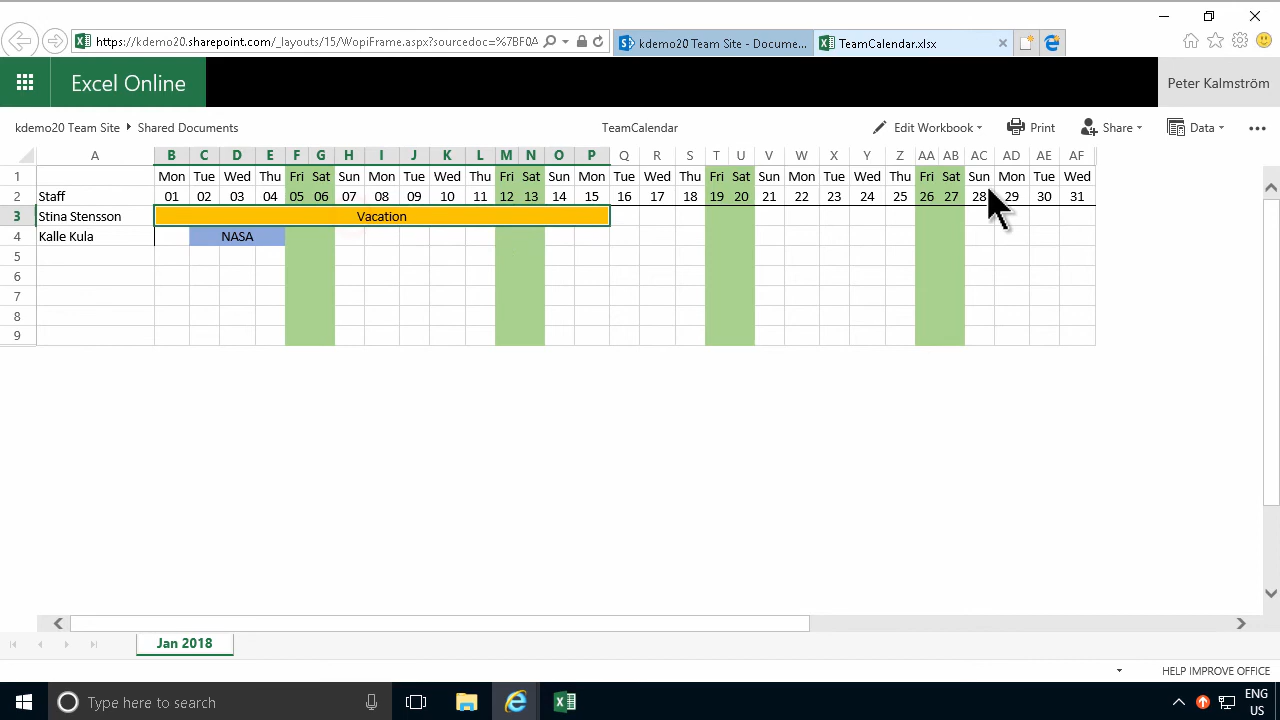 https://kdemo20.sharepoint.com/_layouts/15/WopiFrame.aspx?sourcedoc=%7BF0A
kdemo20 Team Site - Docume...
TeamCalendar.xlsx
Excel Online
Peter Kalmström
kdemo20 Team Site Shared Documents
TeamCalendar
Edit Workbook
Print
Share
Data
A B C D E F G H I J K L M N O P Q R S T U V W X Y Z AA AB AC AD AE AF
1 Mon Tue Wed Thu Fri Sat Sun Mon Tue Wed Thu Fri Sat Sun Mon Tue Wed Thu Fri Sat Sun Mon Tue Wed Thu Fri Sat Sun Mon Tue Wed
2 Staff 01 02 03 04 05 06 07 08 09 10 11 12 13 14 15 16 17 18 19 20 21 22 23 24 25 26 27 28 29 30 31
3 Stina Stensson Vacation
4 Kalle Kula NASA
5
6
7
8
9
Jan 2018
HELP IMPROVE OFFICE
Type here to search
ENG
US